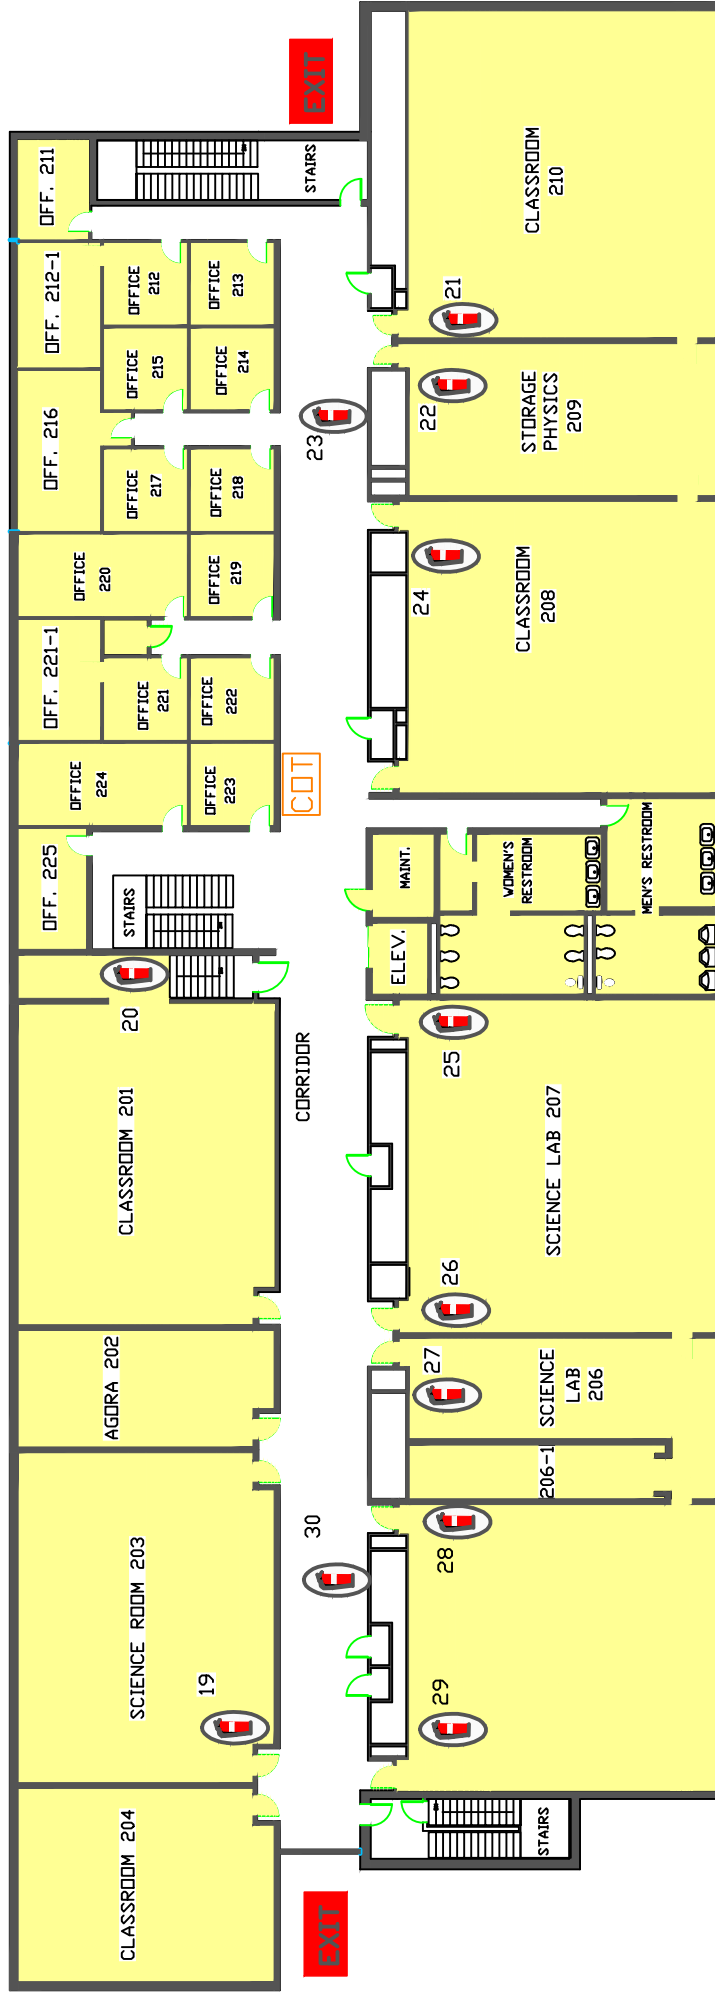 EXIT
OFF. 211
STAIRS
CLASSROOM
210
OFF. 212-1
OFFICE
212
OFFICE
213
21
OFFICE
215
OFFICE
214
22
STORAGE
PHYSICS
209
23
OFF. 216
OFFICE
217
OFFICE
218
OFFICE
220
OFFICE
219
24
CLASSROOM
208
OFF. 221-1
OFFICE
221
OFFICE
222
OFFICE
224
OFFICE
223
COT
OFF. 225
STAIRS
MAINT.
WOMEN'S
RESTROOM
MEN'S RESTROOM
ELEV.
20
25
CORRIDOR
CLASSROOM 201
SCIENCE LAB 207
26
AGORA 202
27
SCIENCE
LAB
206
206-1
30
28
SCIENCE ROOM 203
19
29
CLASSROOM 204
STAIRS
EXIT